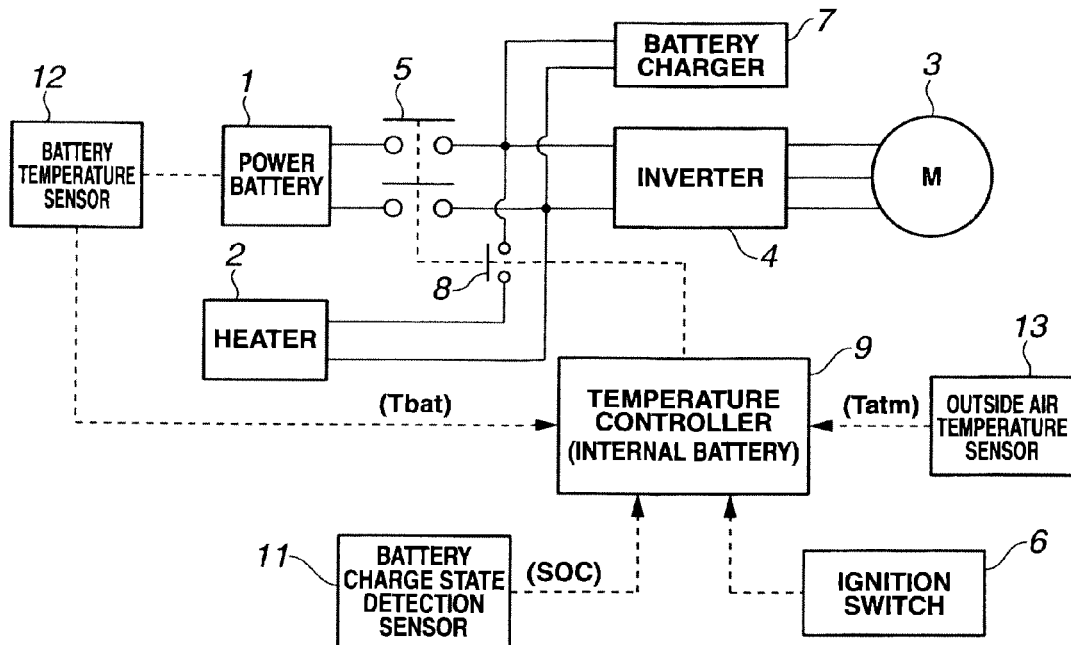 7
BATTERY
CHARGER
12
1
5
3
BATTERY
TEMPERATURE
SENSOR
POWER
BATTERY
INVERTER
M
4
2
8
HEATER
9
13
(Tbat)
TEMPERATURE
CONTROLLER
(INTERNAL BATTERY)
(Tatm)
OUTSIDE AIR
TEMPERATURE
SENSOR
11
BATTERY
CHARGE STATE
DETECTION
SENSOR
(SOC)
6
IGNITION
SWITCH